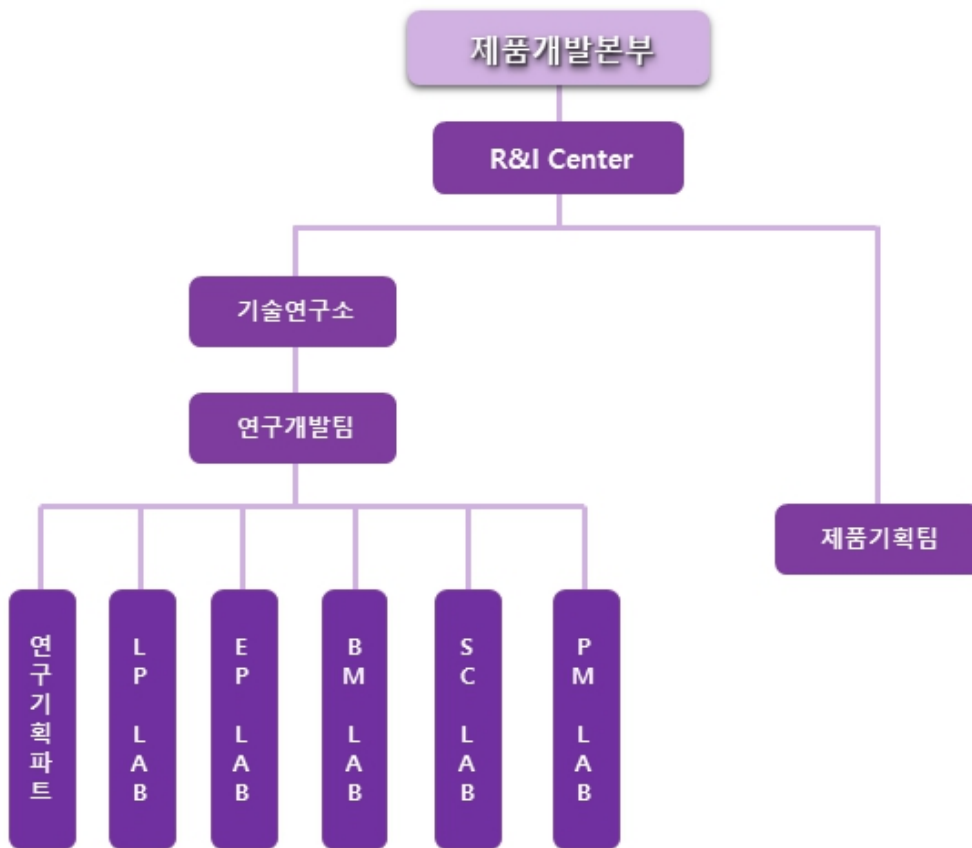 제품개발본부
R&I Center
기술연구소
연구개발팀
제품기획팀
연구기획파트
LP LAB
EP LAB
BM LAB
SC LAB
PM LAB